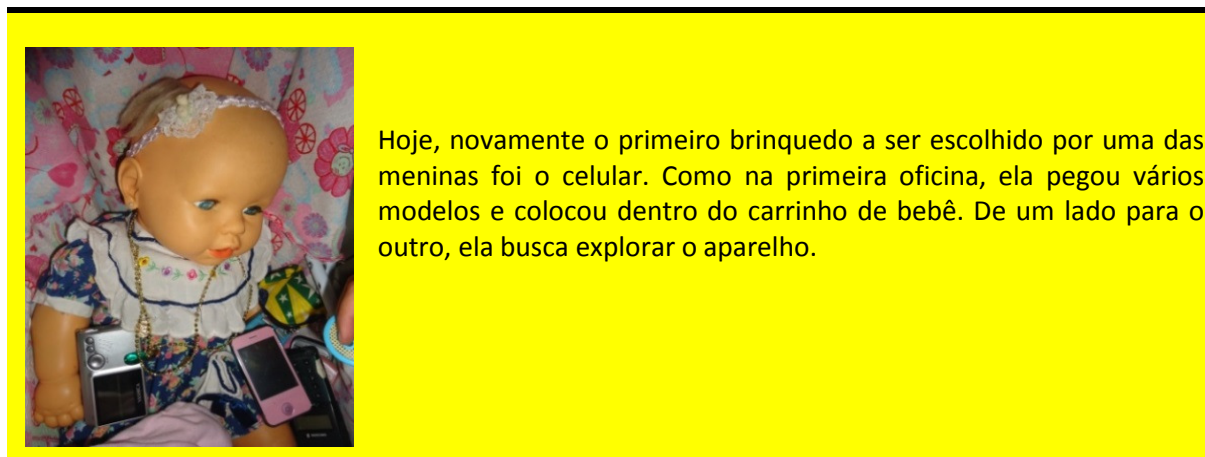 Hoje, novamente o primeiro brinquedo a ser escolhido por uma das
meninas foi o celular. Como na primeira oficina, ela pegou vários
modelos e colocou dentro do carrinho de bebê. De um lado para o
outro, ela busca explorar o aparelho.